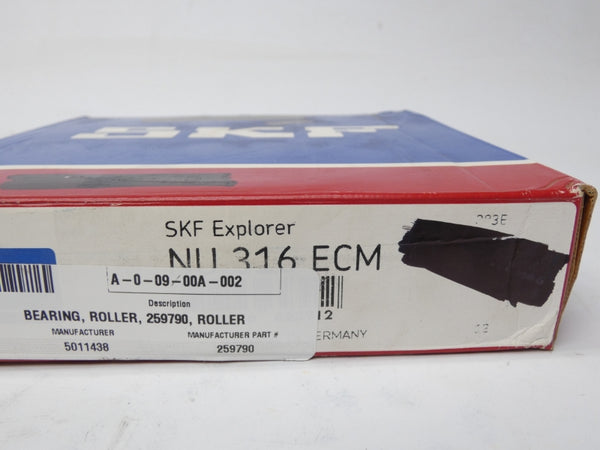 SKF
SKF Explorer
NU 316 ECM
A-0-09-00A-002
12
Description
BEARING, ROLLER, 259790, ROLLER
MANUFACTURER MANUFACTURER PART #
5011438 259790
GERMANY